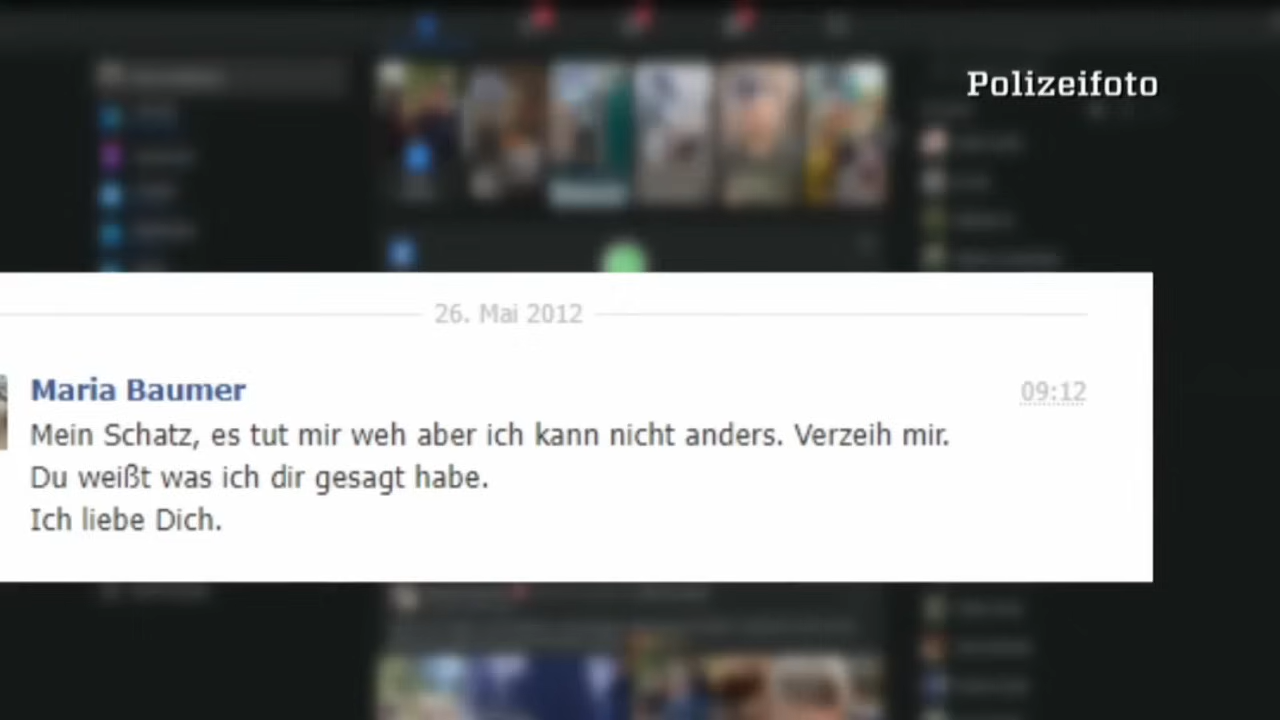 Polizeifoto
26. Mai 2012
Maria Baumer
09:12
Mein Schatz, es tut mir weh aber ich kann nicht anders. Verzeih mir.
Du weißt was ich dir gesagt habe.
Ich liebe Dich.